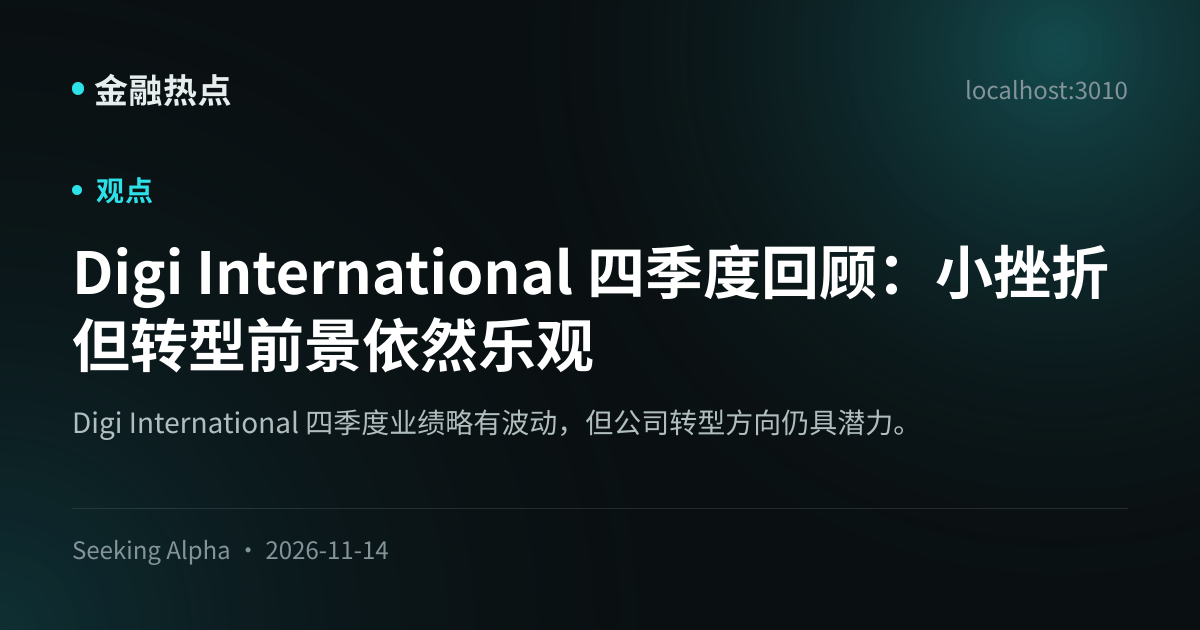 金融热点
localhost:3010
观点
Digi International 四季度回顾：小挫折
但转型前景依然乐观
Digi International 四季度业绩略有波动，但公司转型方向仍具潜力。
Seeking Alpha · 2026-11-14